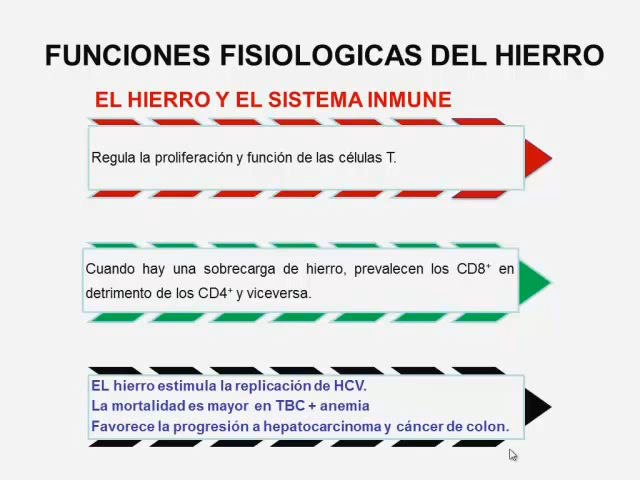 FUNCIONES FISIOLOGICAS DEL HIERRO
EL HIERRO Y EL SISTEMA INMUNE
Regula la proliferación y función de las células T.
Cuando hay una sobrecarga de hierro, prevalecen los CD8⁺ en
detrimento de los CD4⁺ y viceversa.
EL hierro estimula la replicación de HCV.
La mortalidad es mayor en TBC + anemia
Favorece la progresión a hepatocarcinoma y cáncer de colon.